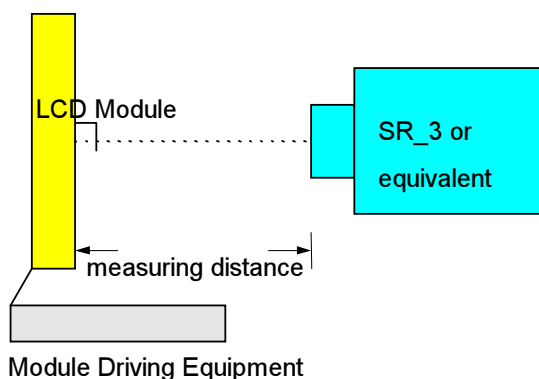 LCD Module
SR_3 or
equivalent
measuring distance
Module Driving Equipment